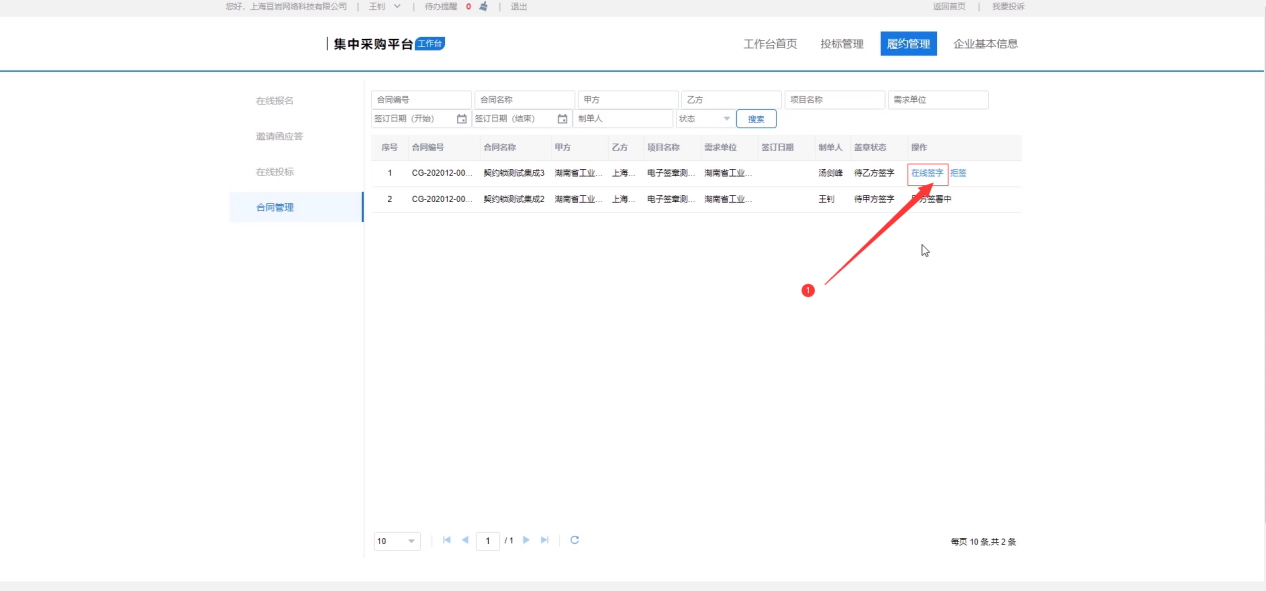 您好，上海百岩网络科技有限公司 | 王钊 | 待办提醒 0 | 退出 返回首页 | 我要投诉
集中采购平台 工作台 工作台首页 投标管理 履约管理 企业基本信息
在线报名
邀请函应答
在线投标
合同管理
合同编号 合同名称 甲方 乙方 项目名称 需求单位
签订日期（开始） 签订日期（结束） 制单人 状态 搜索
序号 合同编号 合同名称 甲方 乙方 项目名称 需求单位 签订日期 制单人 盖章状态 操作
1 CG-202012-00... 契约锁测试集成3 湖南省工业... 上海... 电子签章测... 湖南省工业... 汤剑峰 待乙方签字 在线签字 拒签
2 CG-202012-00... 契约锁测试集成2 湖南省工业... 上海... 电子签章测... 湖南省工业... 王钊 待甲方签字 方签署中
1
10 1 /1 每页 10 条,共 2 条